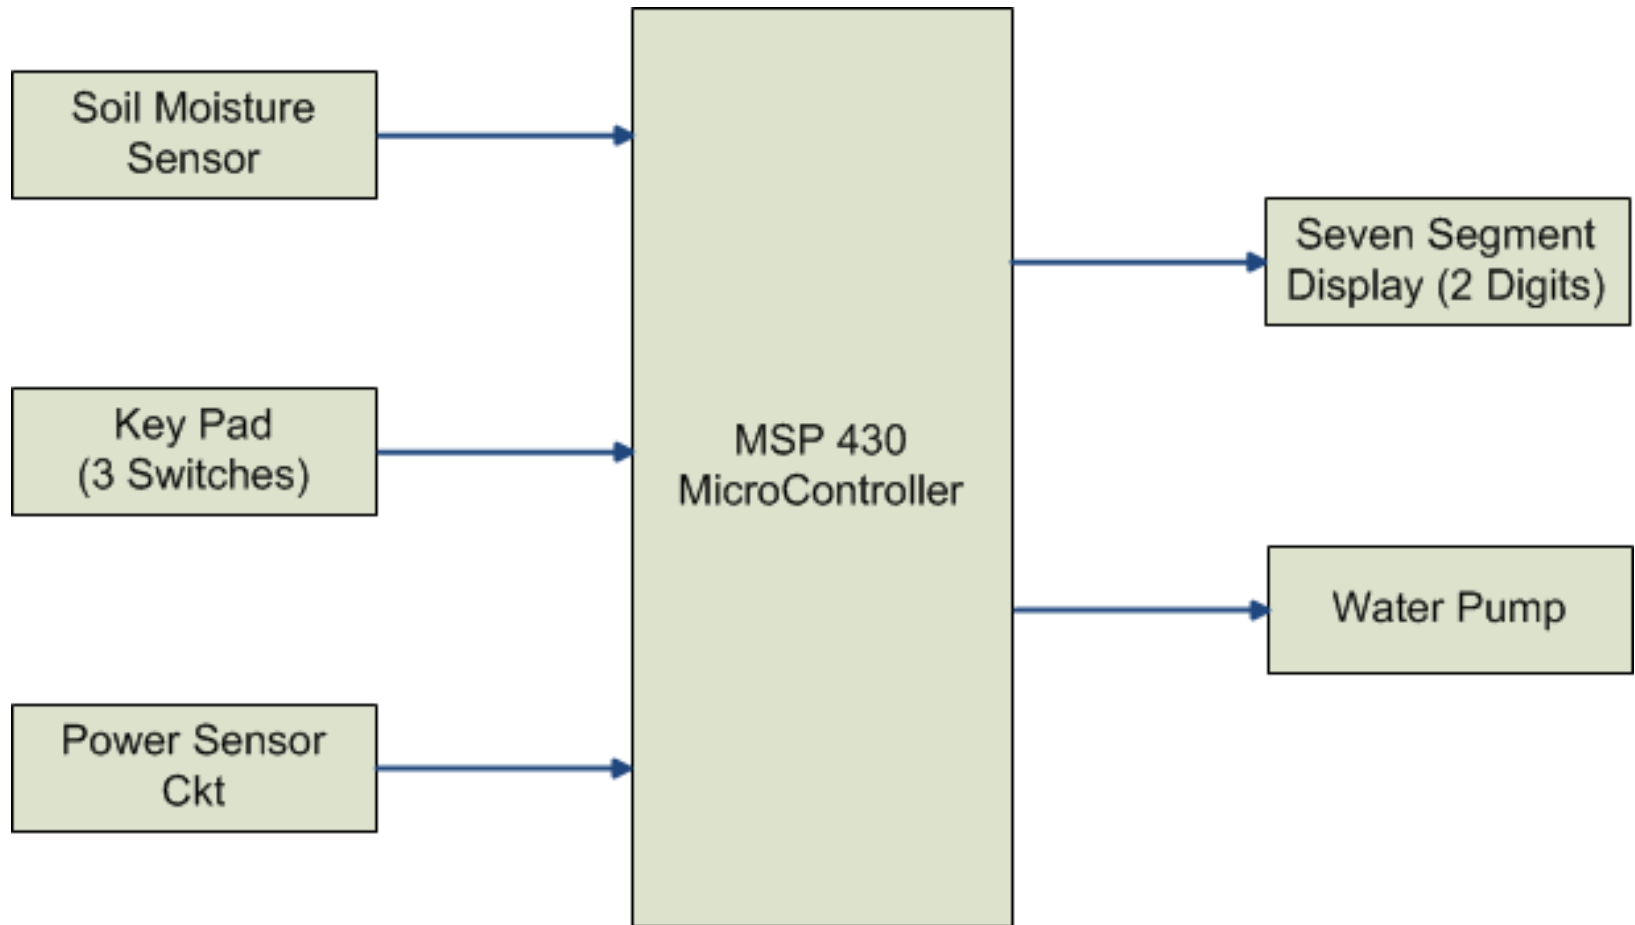 Soil Moisture
Sensor
Key Pad
(3 Switches)
Power Sensor
Ckt
MSP 430
MicroController
Seven Segment
Display (2 Digits)
Water Pump